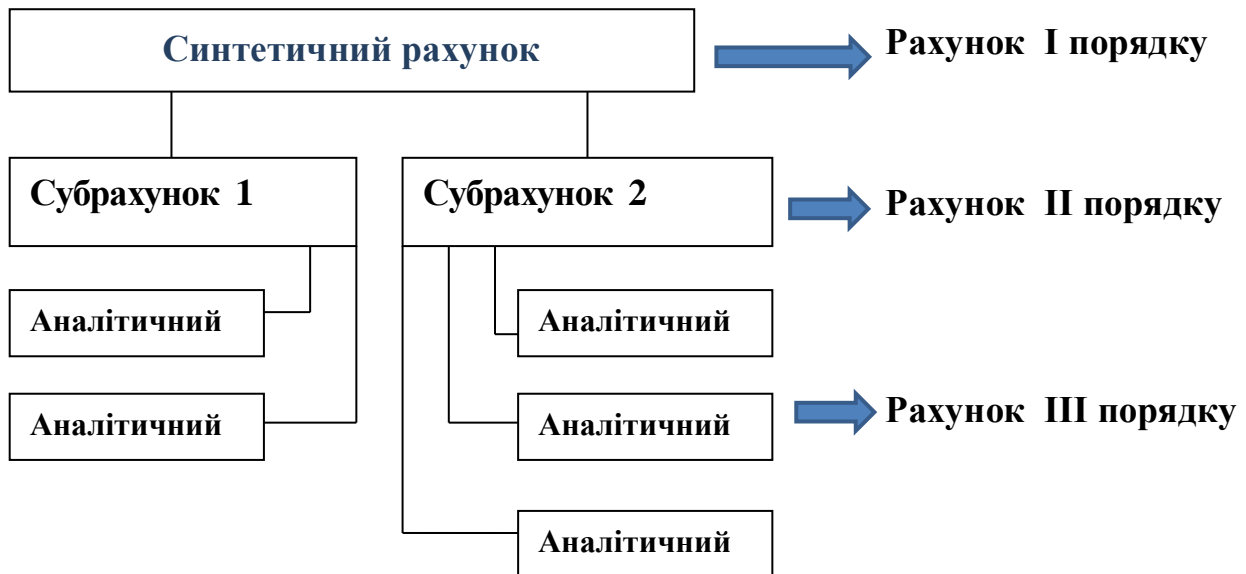 Синтетичний рахунок
Рахунок I порядку
Субрахунок 1
Субрахунок 2
Рахунок II порядку
Аналітичний
Аналітичний
Аналітичний
Аналітичний
Рахунок III порядку
Аналітичний